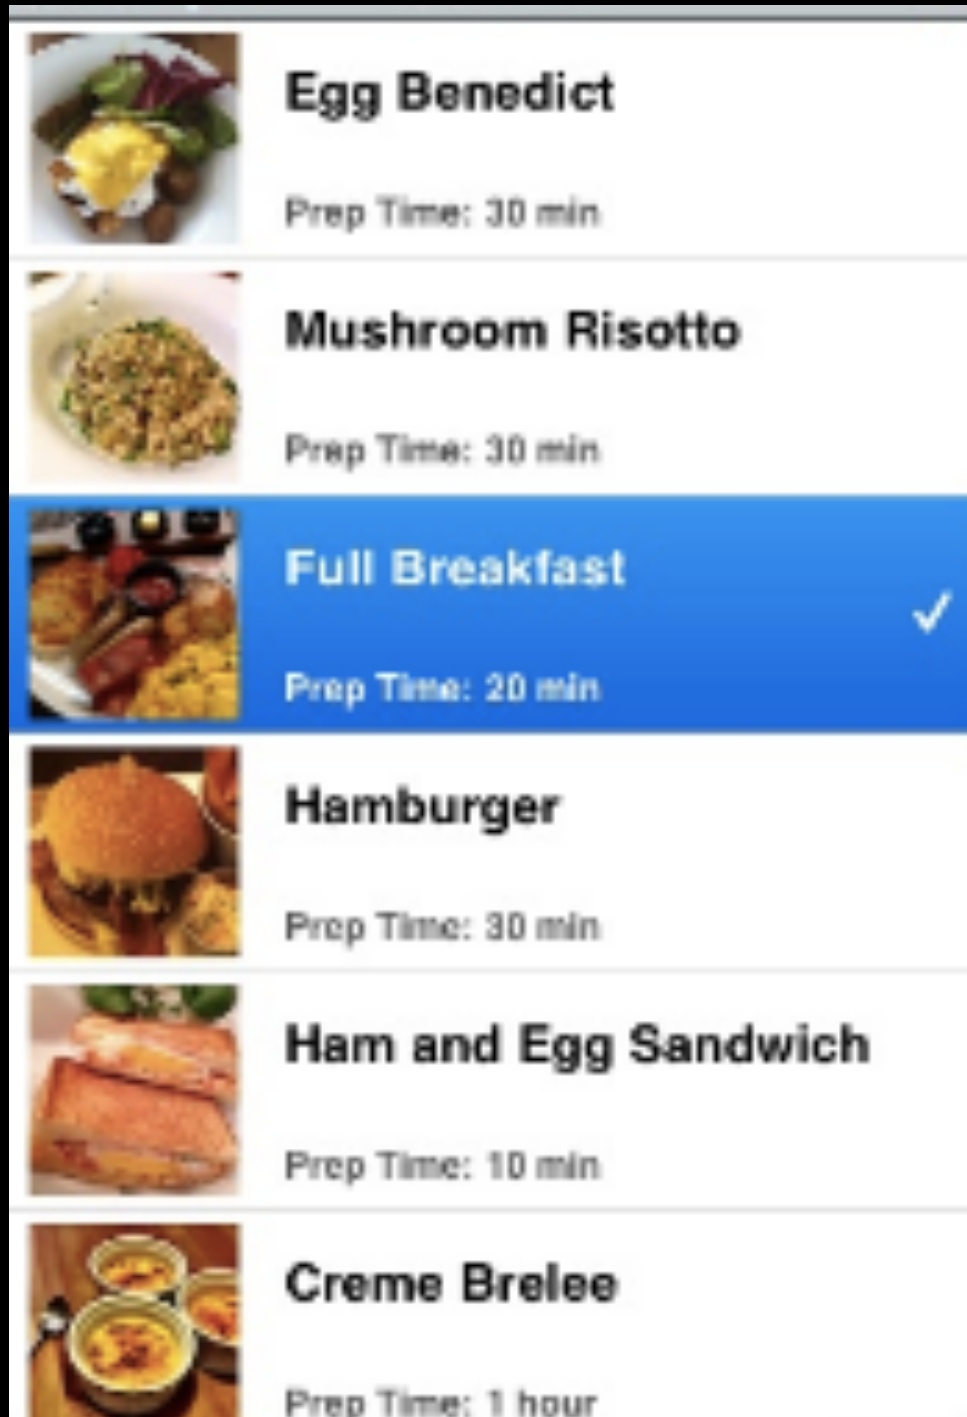 Egg Benedict
Prep Time: 30 min
Mushroom Risotto
Prep Time: 30 min
Full Breakfast
Prep Time: 20 min
Hamburger
Prep Time: 30 min
Ham and Egg Sandwich
Prep Time: 10 min
Creme Brelee
Prep Time: 1 hour